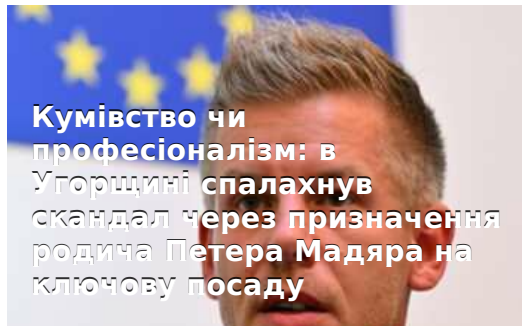 Кумівство чи
професіоналізм: в
Угорщині спалахнув
скандал через призначення
родича Петера Мадяра на
ключову посаду